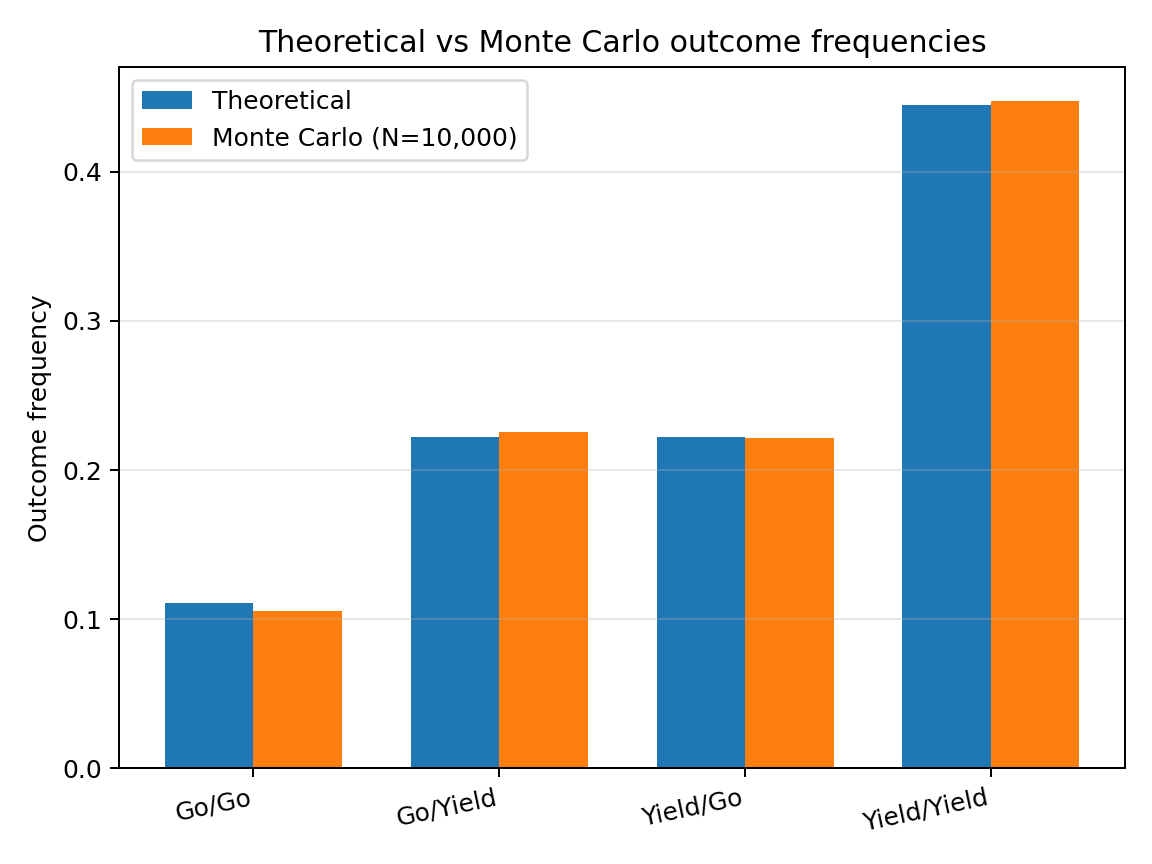 Theoretical vs Monte Carlo outcome frequencies
Theoretical
Monte Carlo (N=10,000)
Outcome frequency
0.4
0.3
0.2
0.1
0.0
Go/Go
Go/Yield
Yield/Go
Yield/Yield